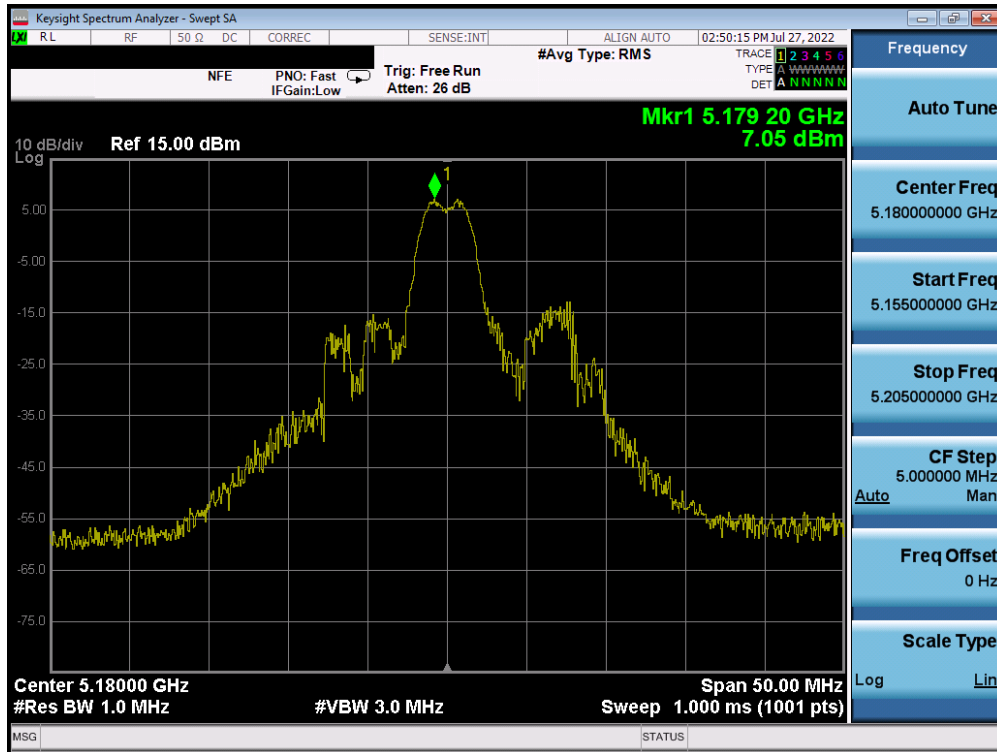 Keysight Spectrum Analyzer - Swept SA
LXI RL RF 50 Ω DC CORREC SENSE:INT ALIGN AUTO 02:50:15 PM Jul 27, 2022
#Avg Type: RMS
TRACE 1 2 3 4 5 6
TYPE A WWWWWW
DET A N N N N N
NFE PNO: Fast Trig: Free Run
IFGain:Low Atten: 26 dB
Mkr1 5.179 20 GHz
7.05 dBm
10 dB/div Ref 15.00 dBm
Log
1
5.00
-5.00
-15.0
-25.0
-35.0
-45.0
-55.0
-65.0
-75.0
Center 5.18000 GHz Span 50.00 MHz
#Res BW 1.0 MHz #VBW 3.0 MHz Sweep 1.000 ms (1001 pts)
MSG STATUS
Frequency
Auto Tune
Center Freq
5.180000000 GHz
Start Freq
5.155000000 GHz
Stop Freq
5.205000000 GHz
CF Step
5.000000 MHz
Auto Man
Freq Offset
0 Hz
Scale Type
Log Lin